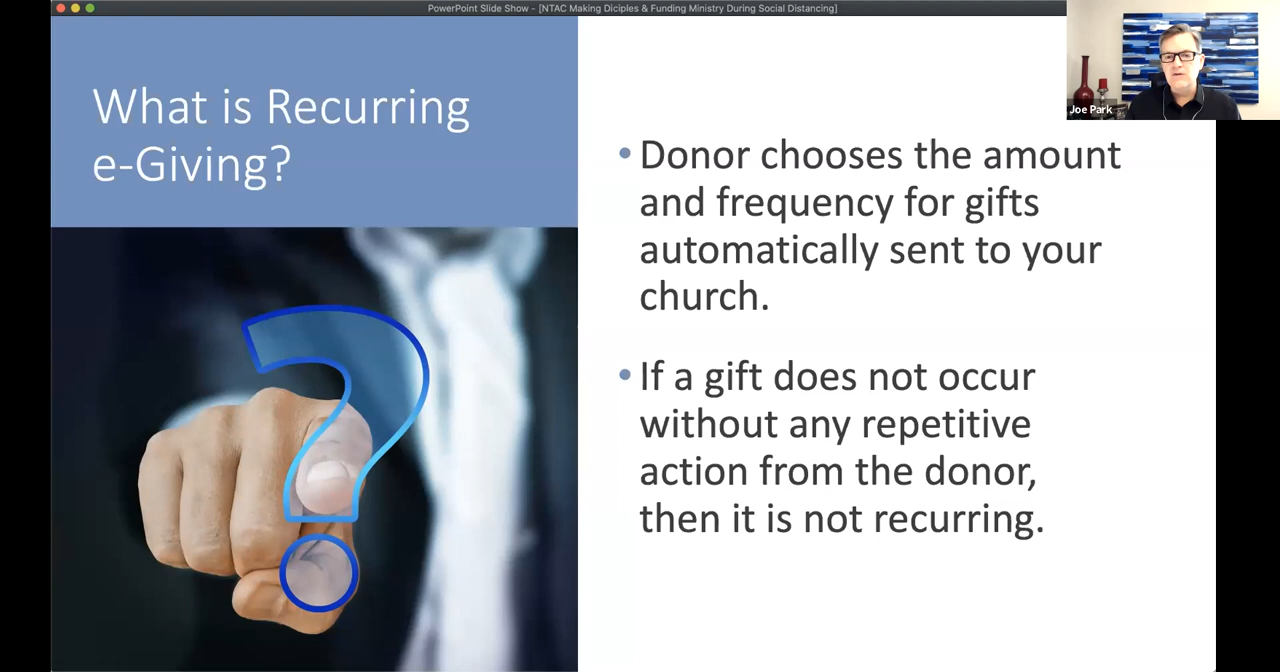 PowerPoint Slide Show - [NTAC Making Diciples & Funding Ministry During Social Distancing]
Joe Park
What is Recurring
e-Giving?
• Donor chooses the amount
and frequency for gifts
automatically sent to your
church.
• If a gift does not occur
without any repetitive
action from the donor,
then it is not recurring.